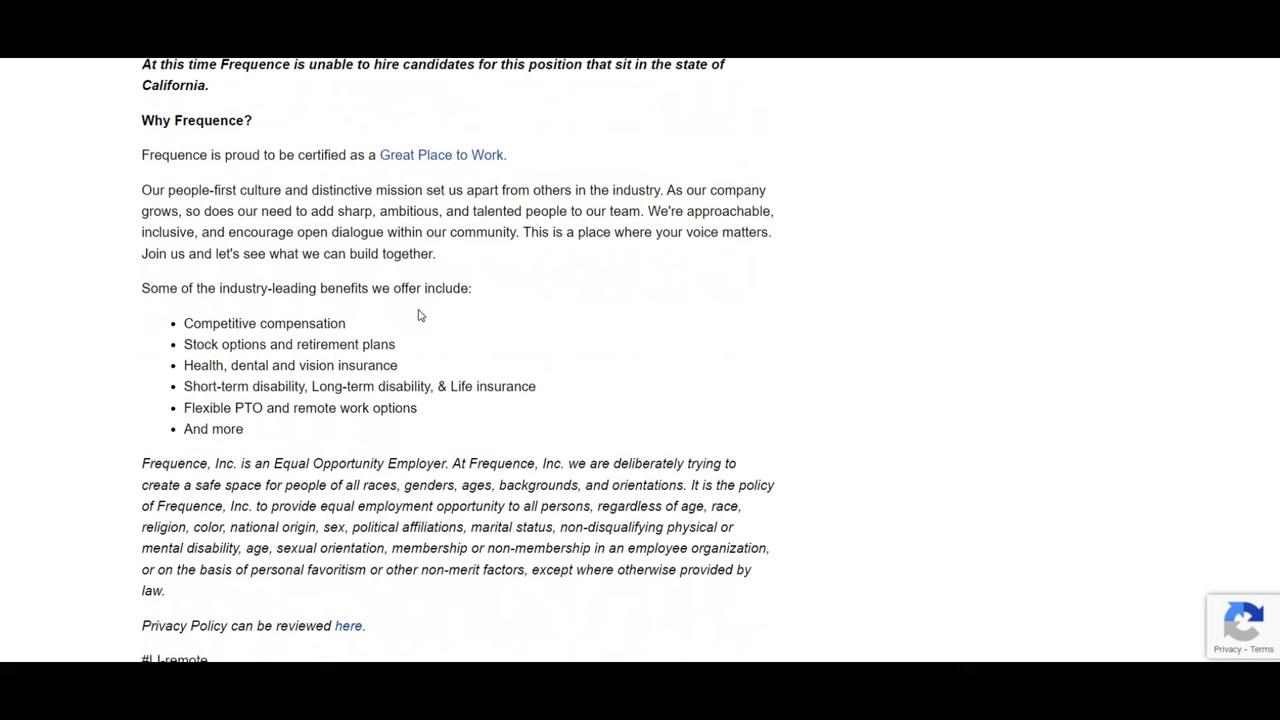 At this time Frequence is unable to hire candidates for this position that sit in the state of
California.
Why Frequence?
Frequence is proud to be certified as a Great Place to Work.
Our people-first culture and distinctive mission set us apart from others in the industry. As our company
grows, so does our need to add sharp, ambitious, and talented people to our team. We're approachable,
inclusive, and encourage open dialogue within our community. This is a place where your voice matters.
Join us and let's see what we can build together.
Some of the industry-leading benefits we offer include:
• Competitive compensation
• Stock options and retirement plans
• Health, dental and vision insurance
• Short-term disability, Long-term disability, & Life insurance
• Flexible PTO and remote work options
• And more
Frequence, Inc. is an Equal Opportunity Employer. At Frequence, Inc. we are deliberately trying to
create a safe space for people of all races, genders, ages, backgrounds, and orientations. It is the policy
of Frequence, Inc. to provide equal employment opportunity to all persons, regardless of age, race,
religion, color, national origin, sex, political affiliations, marital status, non-disqualifying physical or
mental disability, age, sexual orientation, membership or non-membership in an employee organization,
or on the basis of personal favoritism or other non-merit factors, except where otherwise provided by
law.
Privacy Policy can be reviewed here.
#LI-remote
Privacy - Terms